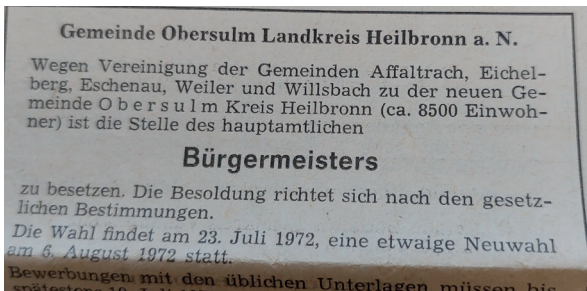 Gemeinde Obersulm Landkreis Heilbronn a. N.
Wegen Vereinigung der Gemeinden Affaltrach, Eichel-
berg, Eschenau, Weiler und Willsbach zu der neuen Ge-
meinde Obersulm Kreis Heilbronn (ca. 8500 Einwoh-
ner) ist die Stelle des hauptamtlichen
Bürgermeisters
zu besetzen. Die Besoldung richtet sich nach den gesetz-
lichen Bestimmungen.
Die Wahl findet am 23. Juli 1972, eine etwaige Neuwahl
am 6. August 1972 statt.
Bewerbungen mit den üblichen Unterlagen müssen bis
spätestens